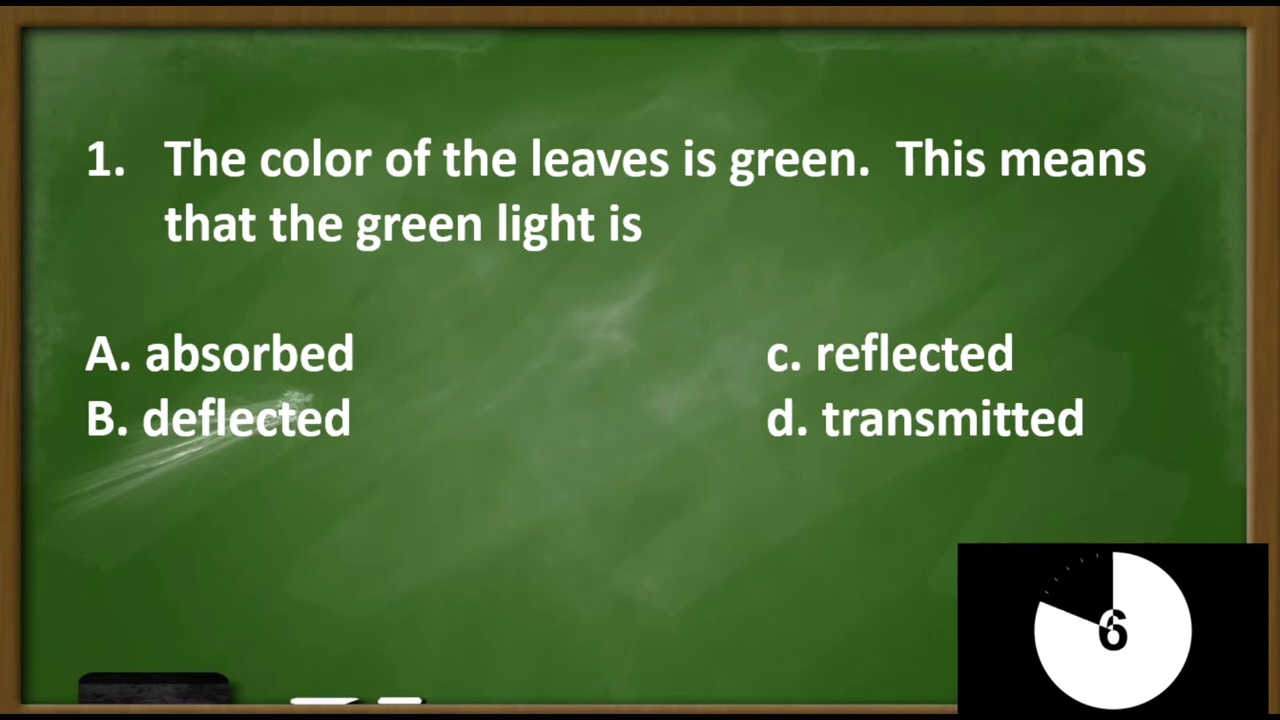 1. The color of the leaves is green. This means
that the green light is
A. absorbed
c. reflected
B. deflected
d. transmitted
6